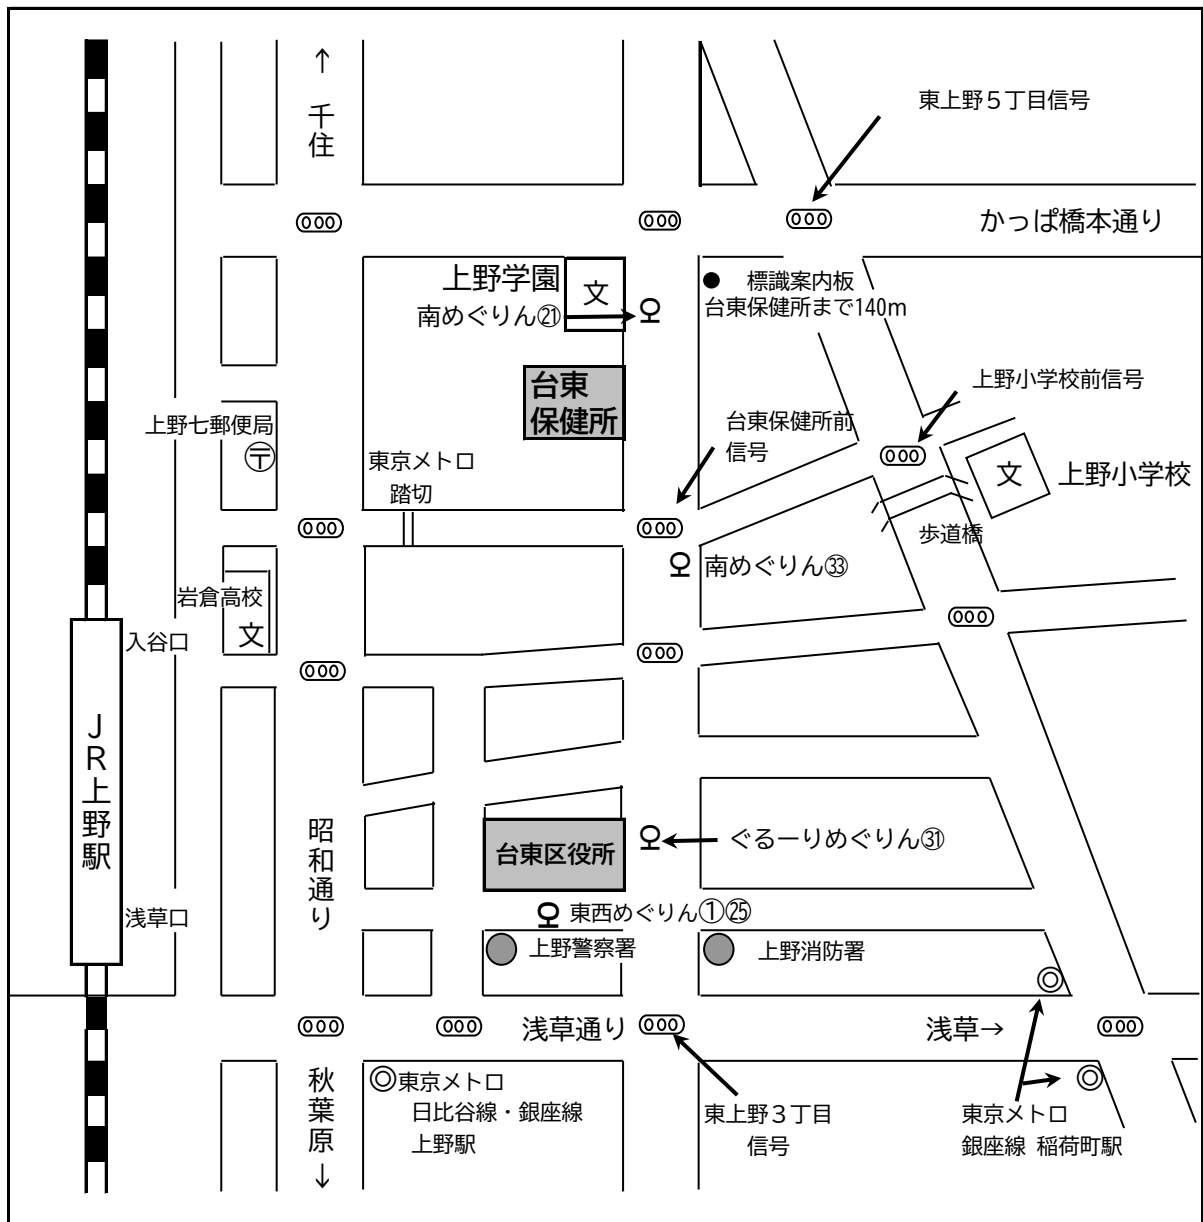 ↑
千住
東上野５丁目信号
かっぱ橋本通り
上野学園
文
南めぐりん㉑
● 標識案内板
台東保健所まで140m
台東
保健所
上野小学校前信号
上野七郵便局
〒
東京メトロ
踏切
台東保健所前
信号
文
上野小学校
歩道橋
南めぐりん㉝
岩倉高校
文
入谷口
ＪＲ上野駅
昭和通り
台東区役所
ぐるーりめぐりん㉛
浅草口
東西めぐりん①㉕
上野警察署
上野消防署
浅草通り
浅草→
秋葉原
↓
◎東京メトロ
日比谷線・銀座線
上野駅
東上野３丁目
信号
東京メトロ
銀座線 稲荷町駅